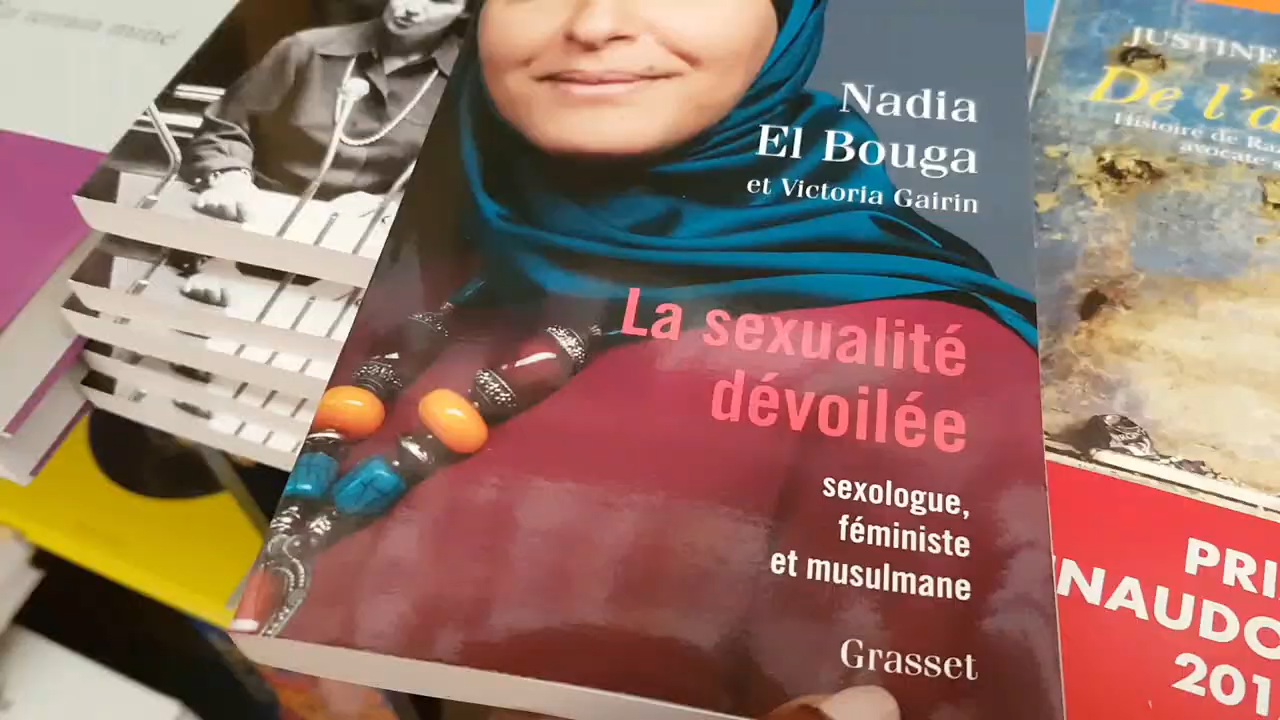 Nadia
El Bouga
et Victoria Gairin
La sexualité
dévoilée
sexologue,
féministe
et musulmane
Grasset
JUSTINE
De l'a
Histoire de Ra
avocate
PRI
NAUDO
201